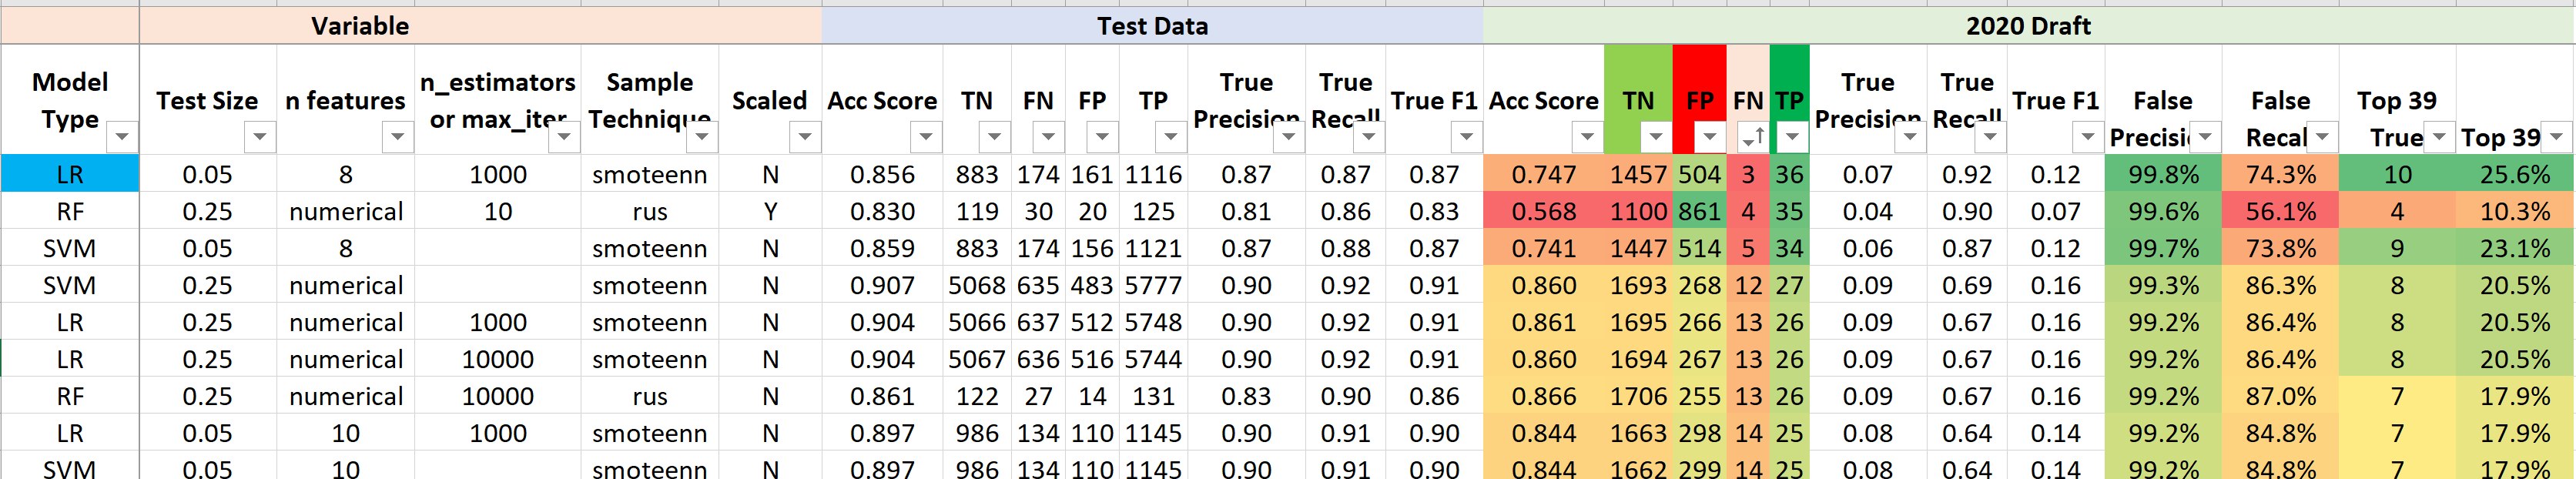 Variable Test Data 2020 Draft
Model Type Test Size n features n_estimators or max_iter Sample Technique Scaled Acc Score TN FN FP TP True Precision True Recall True F1 Acc Score TN FP FN TP True Precision True Recall True F1 False Precisi False Recal Top 39 True Top 39
LR 0.05 8 1000 smoteenn N 0.856 883 174 161 1116 0.87 0.87 0.87 0.747 1457 504 3 36 0.07 0.92 0.12 99.8% 74.3% 10 25.6%
RF 0.25 numerical 10 rus Y 0.830 119 30 20 125 0.81 0.86 0.83 0.568 1100 861 4 35 0.04 0.90 0.07 99.6% 56.1% 4 10.3%
SVM 0.05 8 smoteenn N 0.859 883 174 156 1121 0.87 0.88 0.87 0.741 1447 514 5 34 0.06 0.87 0.12 99.7% 73.8% 9 23.1%
SVM 0.25 numerical smoteenn N 0.907 5068 635 483 5777 0.90 0.92 0.91 0.860 1693 268 12 27 0.09 0.69 0.16 99.3% 86.3% 8 20.5%
LR 0.25 numerical 1000 smoteenn N 0.904 5066 637 512 5748 0.90 0.92 0.91 0.861 1695 266 13 26 0.09 0.67 0.16 99.2% 86.4% 8 20.5%
LR 0.25 numerical 10000 smoteenn N 0.904 5067 636 516 5744 0.90 0.92 0.91 0.860 1694 267 13 26 0.09 0.67 0.16 99.2% 86.4% 8 20.5%
RF 0.25 numerical 10000 rus N 0.861 122 27 14 131 0.83 0.90 0.86 0.866 1706 255 13 26 0.09 0.67 0.16 99.2% 87.0% 7 17.9%
LR 0.05 10 1000 smoteenn N 0.897 986 134 110 1145 0.90 0.91 0.90 0.844 1663 298 14 25 0.08 0.64 0.14 99.2% 84.8% 7 17.9%
SVM 0.05 10 smoteenn N 0.897 986 134 110 1145 0.90 0.91 0.90 0.844 1662 299 14 25 0.08 0.64 0.14 99.2% 84.8% 7 17.9%